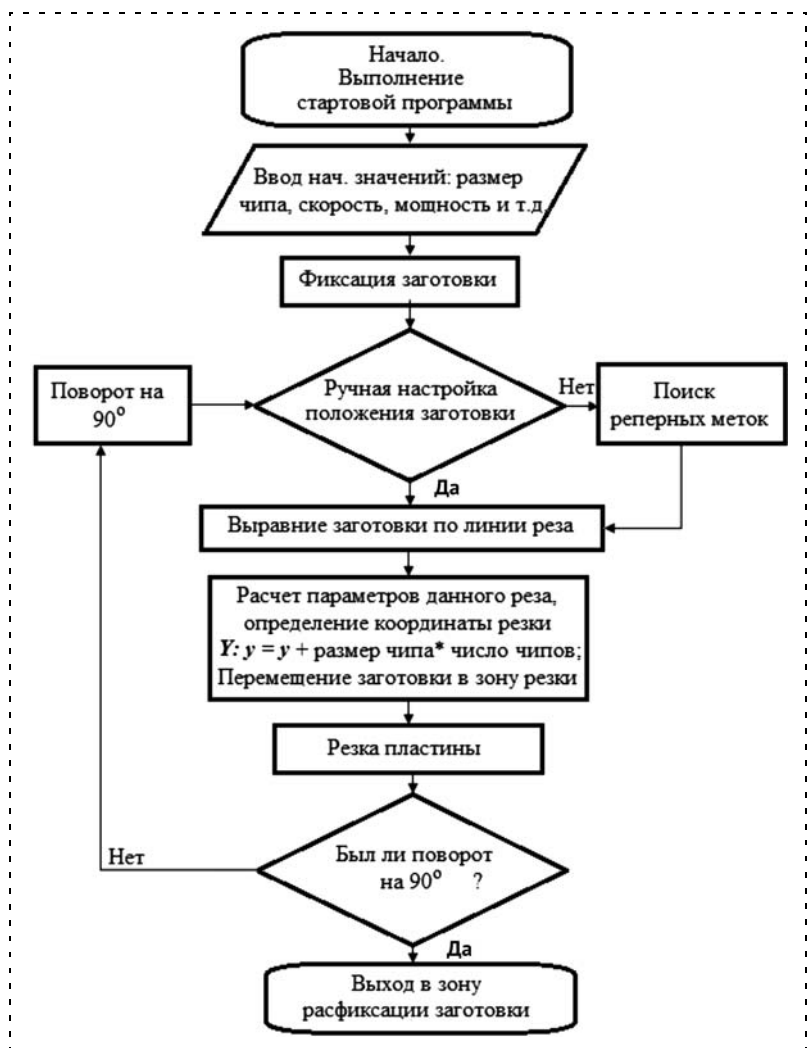 Начало.
Выполнение
стартовой программы
Ввод нач. значений: размер
чипа, скорость, мощность и т.д
Фиксация заготовки
Поворот на
90°
Ручная настройка
положения заготовки
Нет
Поиск
реперных меток
Да
Выравние заготовки по линии реза
Расчет параметров данного реза,
определение координаты резки
Y: y = y + размер чипа* число чипов;
Перемещение заготовки в зону резки
Резка пластины
Нет
Был ли поворот
на 90° ?
Да
Выход в зону
расфиксации заготовки